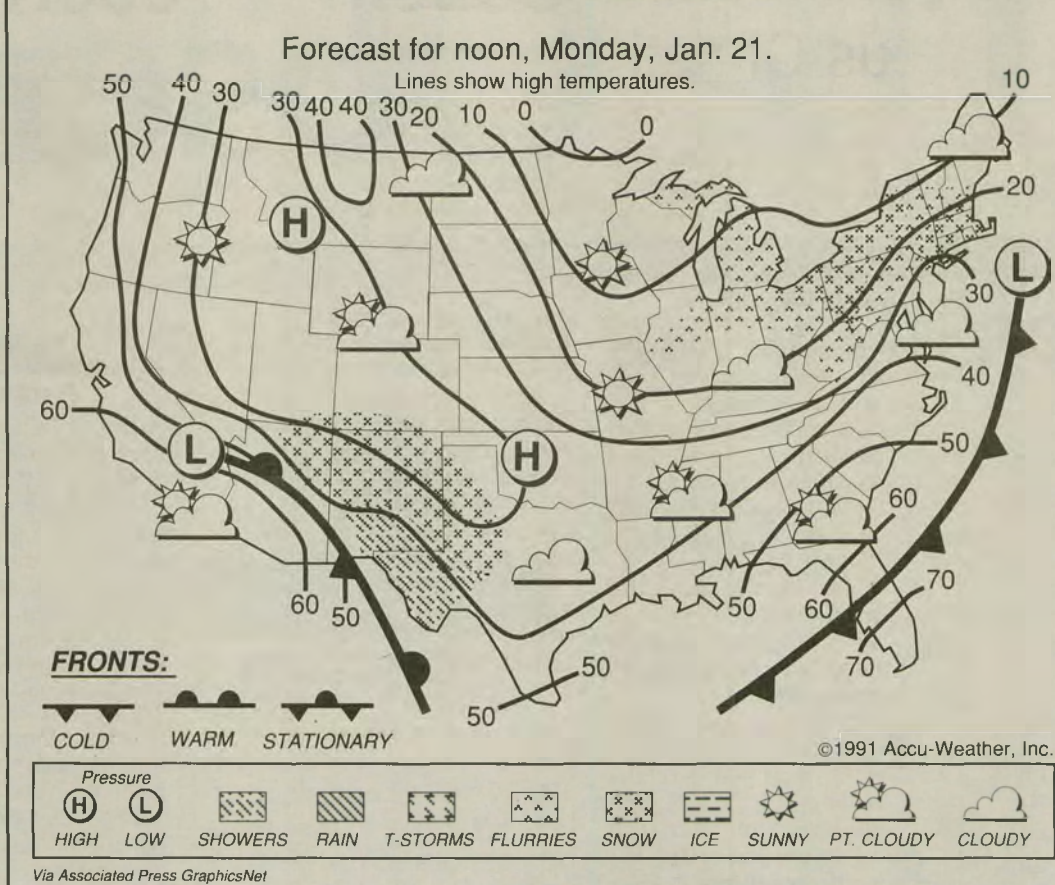 Forecast for noon, Monday, Jan. 21.
Lines show high temperatures.
50 40 30 30 40 40 30 20 10 0 0 10
20
H
L
30
40
60
L
H
50
60
60 50
50 60 70
70
50
50
FRONTS:
COLD WARM STATIONARY
©1991 Accu-Weather, Inc.
Pressure
H L
HIGH LOW SHOWERS RAIN T-STORMS FLURRIES SNOW ICE SUNNY PT. CLOUDY CLOUDY
Via Associated Press GraphicsNet